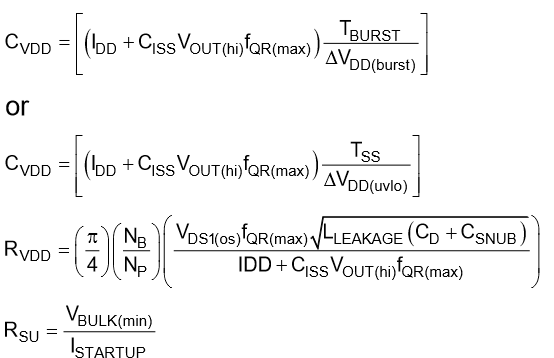 C_VDD = [(I_DD + C_ISS V_OUT(hi) f_QR(max)) T_BURST / ΔV_DD(burst)]
or
C_VDD = [(I_DD + C_ISS V_OUT(hi) f_QR(max)) T_SS / ΔV_DD(uvlo)]
R_VDD = (π / 4) (N_B / N_P) (V_DS1(os) f_QR(max) √(L_LEAKAGE (C_D + C_SNUB)) / IDD + C_ISS V_OUT(hi) f_QR(max))
R_SU = V_BULK(min) / I_STARTUP